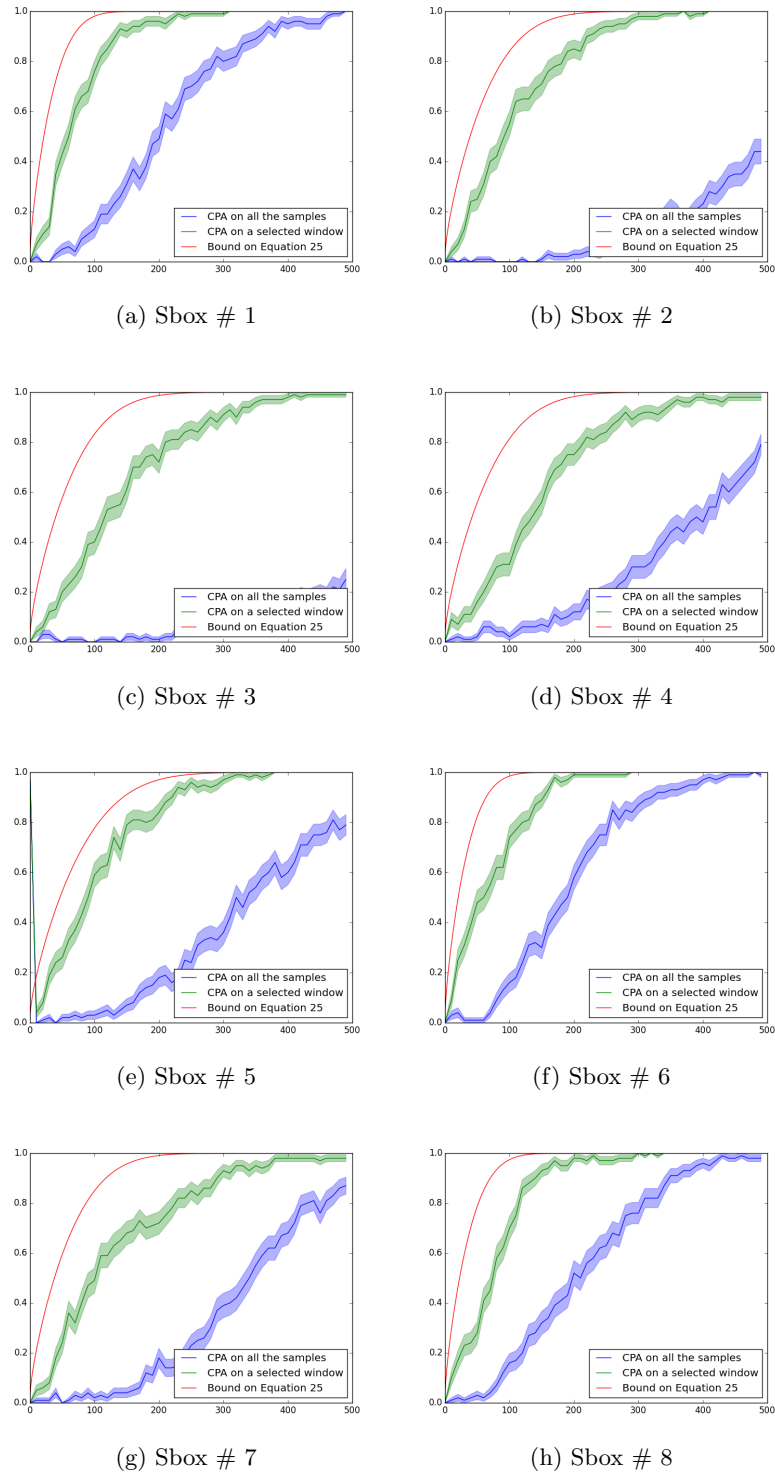 1.0
0.8
0.6
0.4
0.2
0.0
0 100 200 300 400 500
CPA on all the samples
CPA on a selected window
Bound on Equation 25
(a) Sbox # 1
1.0
0.8
0.6
0.4
0.2
0.0
0 100 200 300 400 500
CPA on all the samples
CPA on a selected window
Bound on Equation 25
(b) Sbox # 2
1.0
0.8
0.6
0.4
0.2
0.0
0 100 200 300 400 500
CPA on all the samples
CPA on a selected window
Bound on Equation 25
(c) Sbox # 3
1.0
0.8
0.6
0.4
0.2
0.0
0 100 200 300 400 500
CPA on all the samples
CPA on a selected window
Bound on Equation 25
(d) Sbox # 4
1.0
0.8
0.6
0.4
0.2
0.0
0 100 200 300 400 500
CPA on all the samples
CPA on a selected window
Bound on Equation 25
(e) Sbox # 5
1.0
0.8
0.6
0.4
0.2
0.0
0 100 200 300 400 500
CPA on all the samples
CPA on a selected window
Bound on Equation 25
(f) Sbox # 6
1.0
0.8
0.6
0.4
0.2
0.0
0 100 200 300 400 500
CPA on all the samples
CPA on a selected window
Bound on Equation 25
(g) Sbox # 7
1.0
0.8
0.6
0.4
0.2
0.0
0 100 200 300 400 500
CPA on all the samples
CPA on a selected window
Bound on Equation 25
(h) Sbox # 8